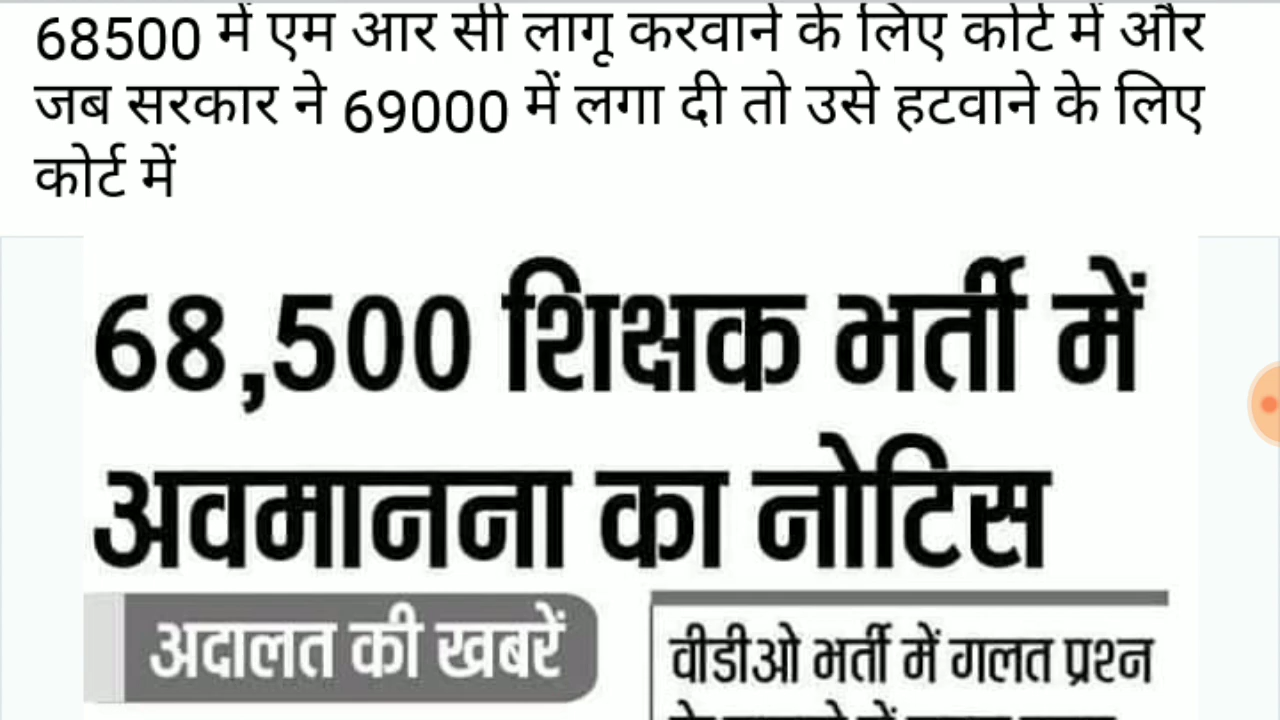 68500 में एम आर सी लागू करवाने के लिए कोर्ट में और
जब सरकार ने 69000 में लगा दी तो उसे हटवाने के लिए
कोर्ट में
68,500 शिक्षक भर्ती में
अवमानना का नोटिस
अदालत की खबरें
वीडीओ भर्ती में गलत प्रश्न